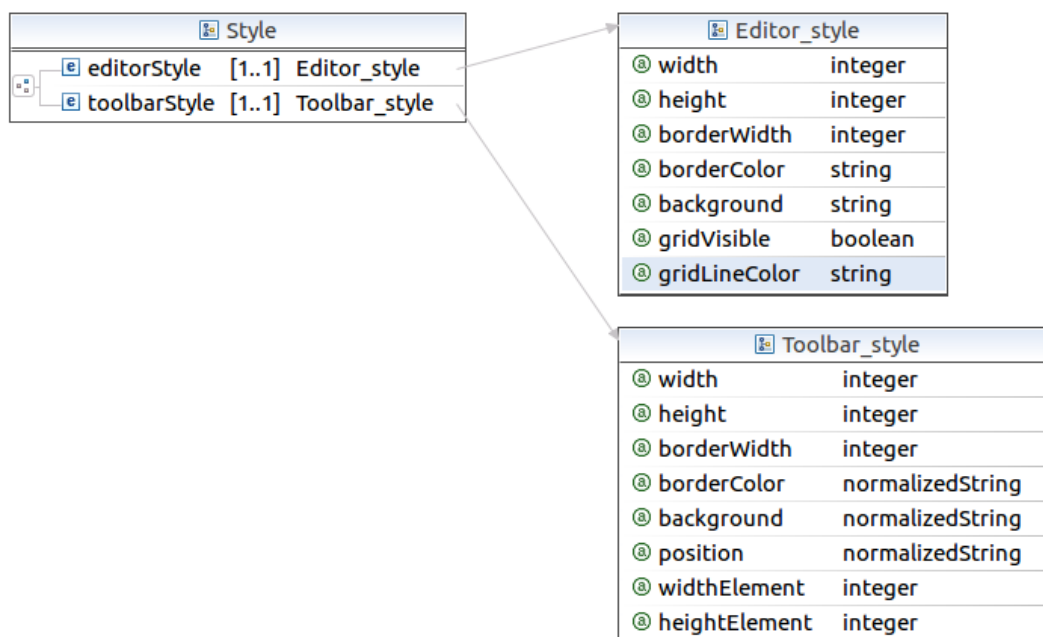 Style
editorStyle [1..1] Editor_style
toolbarStyle [1..1] Toolbar_style
Editor_style
width integer
height integer
borderWidth integer
borderColor string
background string
gridVisible boolean
gridLineColor string
Toolbar_style
width integer
height integer
borderWidth integer
borderColor normalizedString
background normalizedString
position normalizedString
widthElement integer
heightElement integer